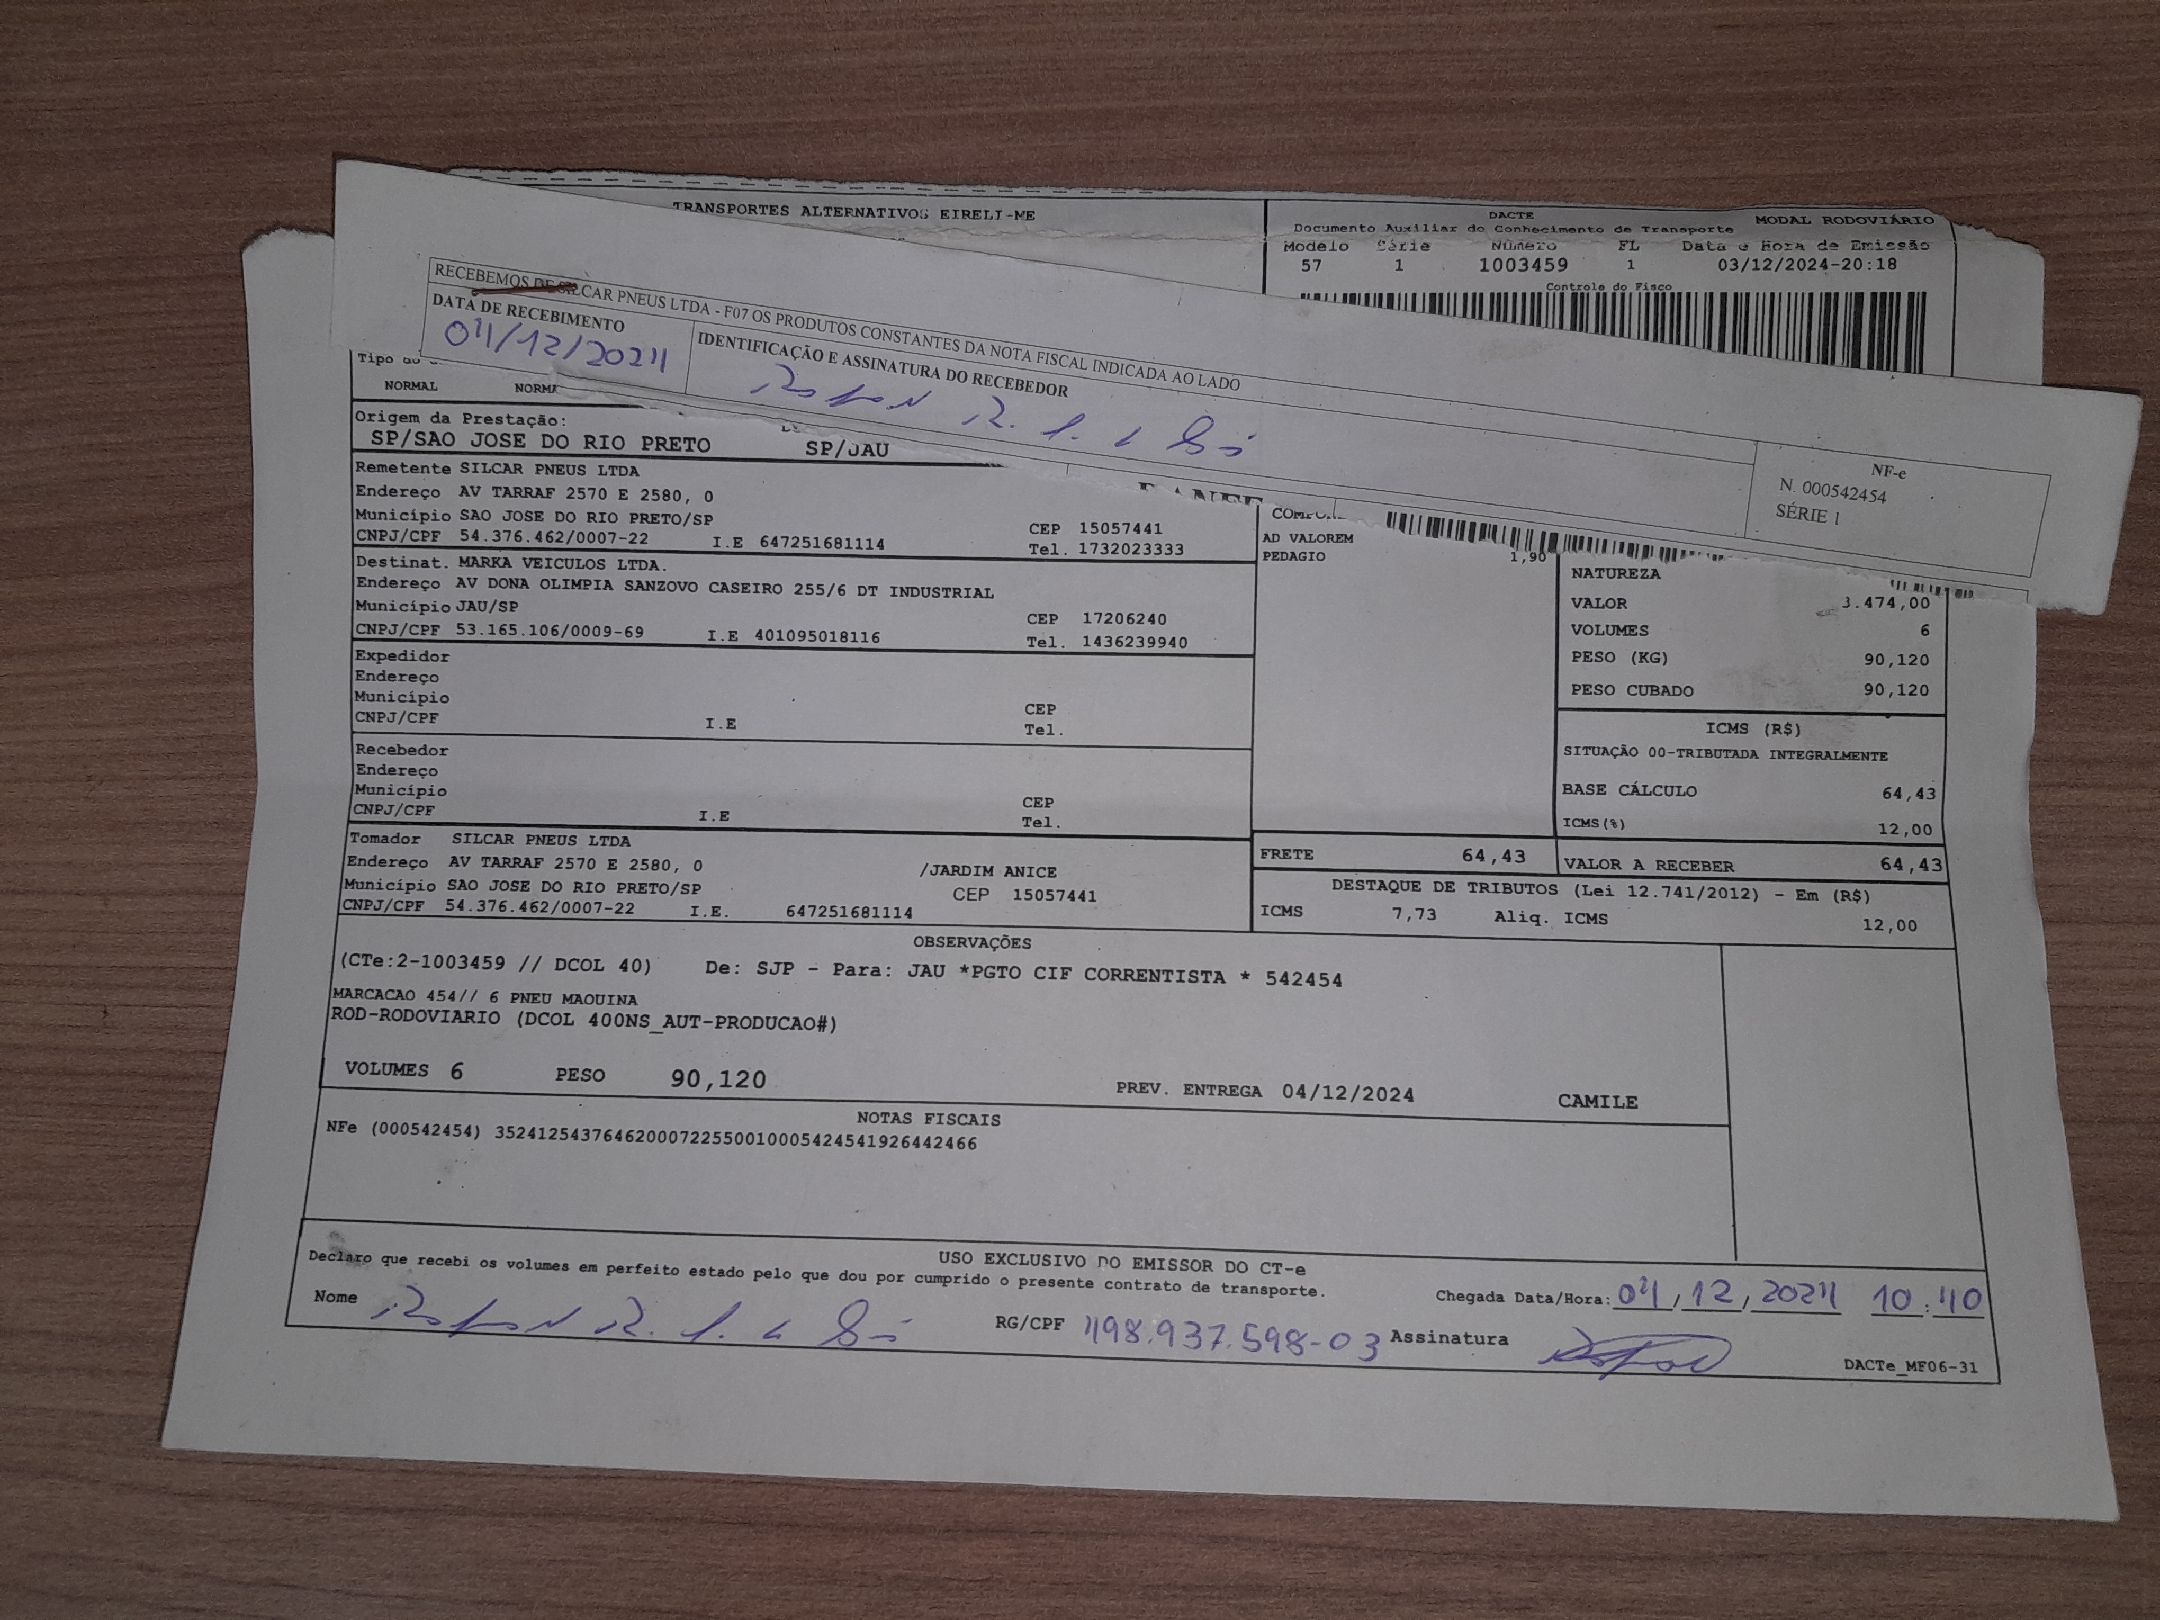 TRANSPORTES ALTERNATIVOS EIRELI-ME
DACTE
MODAL RODOVIÁRIO
Documento Auxiliar do Conhecimento de Transporte
Modelo Série Número FL Data e Hora de Emissão
57 1 1003459 1 03/12/2024-20:18
Controle do Fisco
RECEBEMOS DE SILCAR PNEUS LTDA - F07 OS PRODUTOS CONSTANTES DA NOTA FISCAL INDICADA AO LADO
DATA DE RECEBIMENTO
04/12/2024
IDENTIFICAÇÃO E ASSINATURA DO RECEBEDOR
NF-e
N. 000542454
SÉRIE 1
Tipo do
NORMAL
Origem da Prestação:
SP/SAO JOSE DO RIO PRETO SP/JAU
Remetente SILCAR PNEUS LTDA
Endereço AV TARRAF 2570 E 2580, 0
Município SAO JOSE DO RIO PRETO/SP CEP 15057441
CNPJ/CPF 54.376.462/0007-22 I.E 647251681114 Tel. 1732023333
Destinat. MARKA VEICULOS LTDA.
Endereço AV DONA OLIMPIA SANZOVO CASEIRO 255/6 DT INDUSTRIAL
Município JAU/SP CEP 17206240
CNPJ/CPF 53.165.106/0009-69 I.E 401095018116 Tel. 1436239940
Expedidor
Endereço
Município CEP
CNPJ/CPF I.E Tel.
Recebedor
Endereço
Município CEP
CNPJ/CPF I.E Tel.
Tomador SILCAR PNEUS LTDA
Endereço AV TARRAF 2570 E 2580, 0 /JARDIM ANICE
Município SAO JOSE DO RIO PRETO/SP CEP 15057441
CNPJ/CPF 54.376.462/0007-22 I.E. 647251681114
AD VALOREM
PEDAGIO 1,90
NATUREZA
VALOR 3.474,00
VOLUMES 6
PESO (KG) 90,120
PESO CUBADO 90,120
ICMS (R$)
SITUAÇÃO 00-TRIBUTADA INTEGRALMENTE
BASE CÁLCULO 64,43
ICMS(%) 12,00
FRETE 64,43 VALOR A RECEBER 64,43
DESTAQUE DE TRIBUTOS (Lei 12.741/2012) - Em (R$)
ICMS 7,73 Aliq. ICMS 12,00
OBSERVAÇÕES
(CTe:2-1003459 // DCOL 40) De: SJP - Para: JAU *PGTO CIF CORRENTISTA * 542454
MARCACAO 454// 6 PNEU MAQUINA
ROD-RODOVIARIO (DCOL 400NS_AUT-PRODUCAO#)
VOLUMES 6 PESO 90,120 PREV. ENTREGA 04/12/2024 CAMILE
NOTAS FISCAIS
NFe (000542454) 35241254376462000722550010005424541926442466
USO EXCLUSIVO DO EMISSOR DO CT-e
Declaro que recebi os volumes em perfeito estado pelo que dou por cumprido o presente contrato de transporte.
Chegada Data/Hora: 04/12/2024 10:40
Nome RG/CPF 498.937.598-03 Assinatura
DACTe_MF06-31